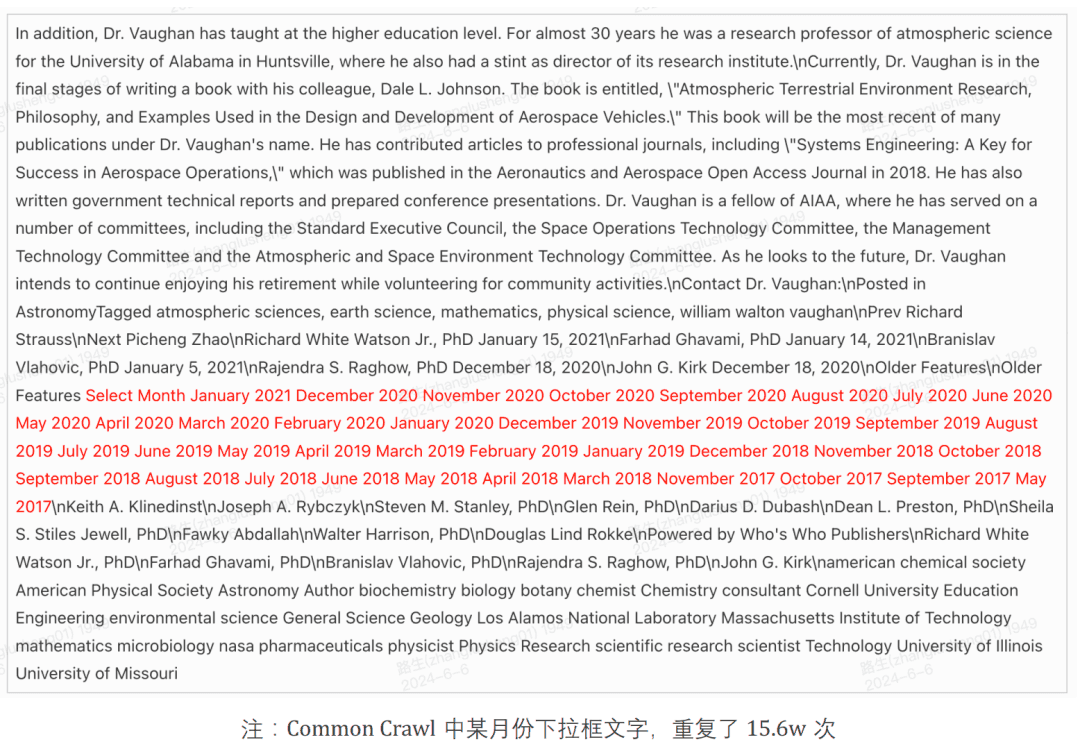 In addition, Dr. Vaughan has taught at the higher education level. For almost 30 years he was a research professor of atmospheric science
for the University of Alabama in Huntsville, where he also had a stint as director of its research institute.\nCurrently, Dr. Vaughan is in the
final stages of writing a book with his colleague, Dale L. Johnson. The book is entitled, \"Atmospheric Terrestrial Environment Research,
Philosophy, and Examples Used in the Design and Development of Aerospace Vehicles.\" This book will be the most recent of many
publications under Dr. Vaughan's name. He has contributed articles to professional journals, including \"Systems Engineering: A Key for
Success in Aerospace Operations,\" which was published in the Aeronautics and Aerospace Open Access Journal in 2018. He has also
written government technical reports and prepared conference presentations. Dr. Vaughan is a fellow of AIAA, where he has served on a
number of committees, including the Standard Executive Council, the Space Operations Technology Committee, the Management
Technology Committee and the Atmospheric and Space Environment Technology Committee. As he looks to the future, Dr. Vaughan
intends to continue enjoying his retirement while volunteering for community activities.\nContact Dr. Vaughan:\nPosted in
AstronomyTagged atmospheric sciences, earth science, mathematics, physical science, william walton vaughan\nPrev Richard
Strauss\nNext Picheng Zhao\nRichard White Watson Jr., PhD January 15, 2021\nFarhad Ghavami, PhD January 14, 2021\nBranislav
Vlahovic, PhD January 5, 2021\nRajendra S. Raghow, PhD December 18, 2020\nJohn G. Kirk December 18, 2020\nOlder Features\nOlder
Features Select Month January 2021 December 2020 November 2020 October 2020 September 2020 August 2020 July 2020 June 2020
May 2020 April 2020 March 2020 February 2020 January 2020 December 2019 November 2019 October 2019 September 2019 August
2019 July 2019 June 2019 May 2019 April 2019 March 2019 February 2019 January 2019 December 2018 November 2018 October 2018
September 2018 August 2018 July 2018 June 2018 May 2018 April 2018 March 2018 November 2017 October 2017 September 2017 May
2017\nKeith A. Klinedinst\nJoseph A. Rybczyk\nSteven M. Stanley, PhD\nGlen Rein, PhD\nDarius D. Dubash\nDean L. Preston, PhD\nSheila
S. Stiles Jewell, PhD\nFawky Abdallah\nWalter Harrison, PhD\nDouglas Lind Rokke\nPowered by Who's Who Publishers\nRichard White
Watson Jr., PhD\nFarhad Ghavami, PhD\nBranislav Vlahovic, PhD\nRajendra S. Raghow, PhD\nJohn G. Kirk\namerican chemical society
American Physical Society Astronomy Author biochemistry biology botany chemist Chemistry consultant Cornell University Education
Engineering environmental science General Science Geology Los Alamos National Laboratory Massachusetts Institute of Technology
mathematics microbiology nasa pharmaceuticals physicist Physics Research scientific research scientist Technology University of Illinois
University of Missouri
注：Common Crawl 中某月份下拉框文字，重复了 15.6w 次